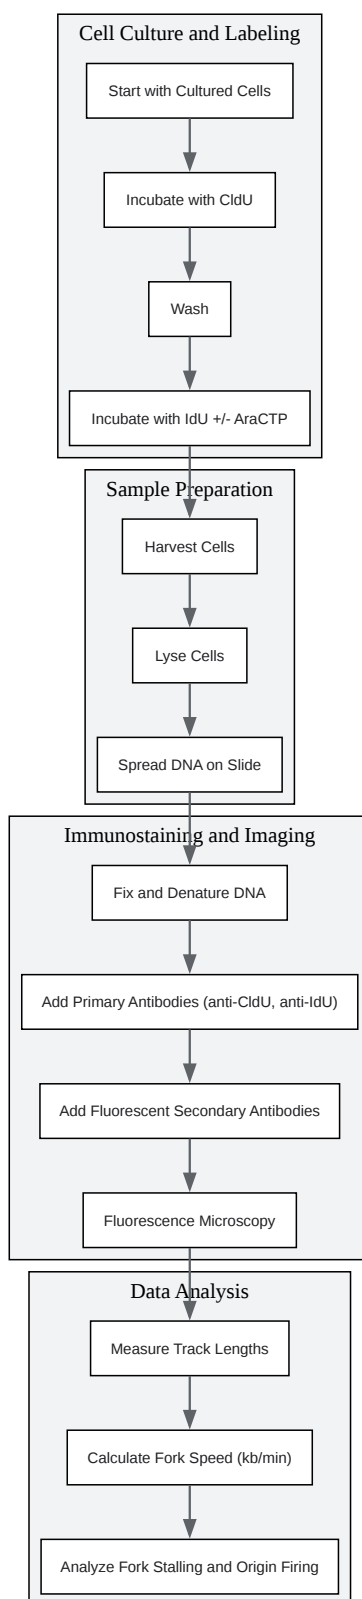 Cell Culture and Labeling
Start with Cultured Cells
Incubate with CldU
Wash
Incubate with IdU +/- AraCTP
Sample Preparation
Harvest Cells
Lyse Cells
Spread DNA on Slide
Immunostaining and Imaging
Fix and Denature DNA
Add Primary Antibodies (anti-CldU, anti-IdU)
Add Fluorescent Secondary Antibodies
Fluorescence Microscopy
Data Analysis
Measure Track Lengths
Calculate Fork Speed (kb/min)
Analyze Fork Stalling and Origin Firing